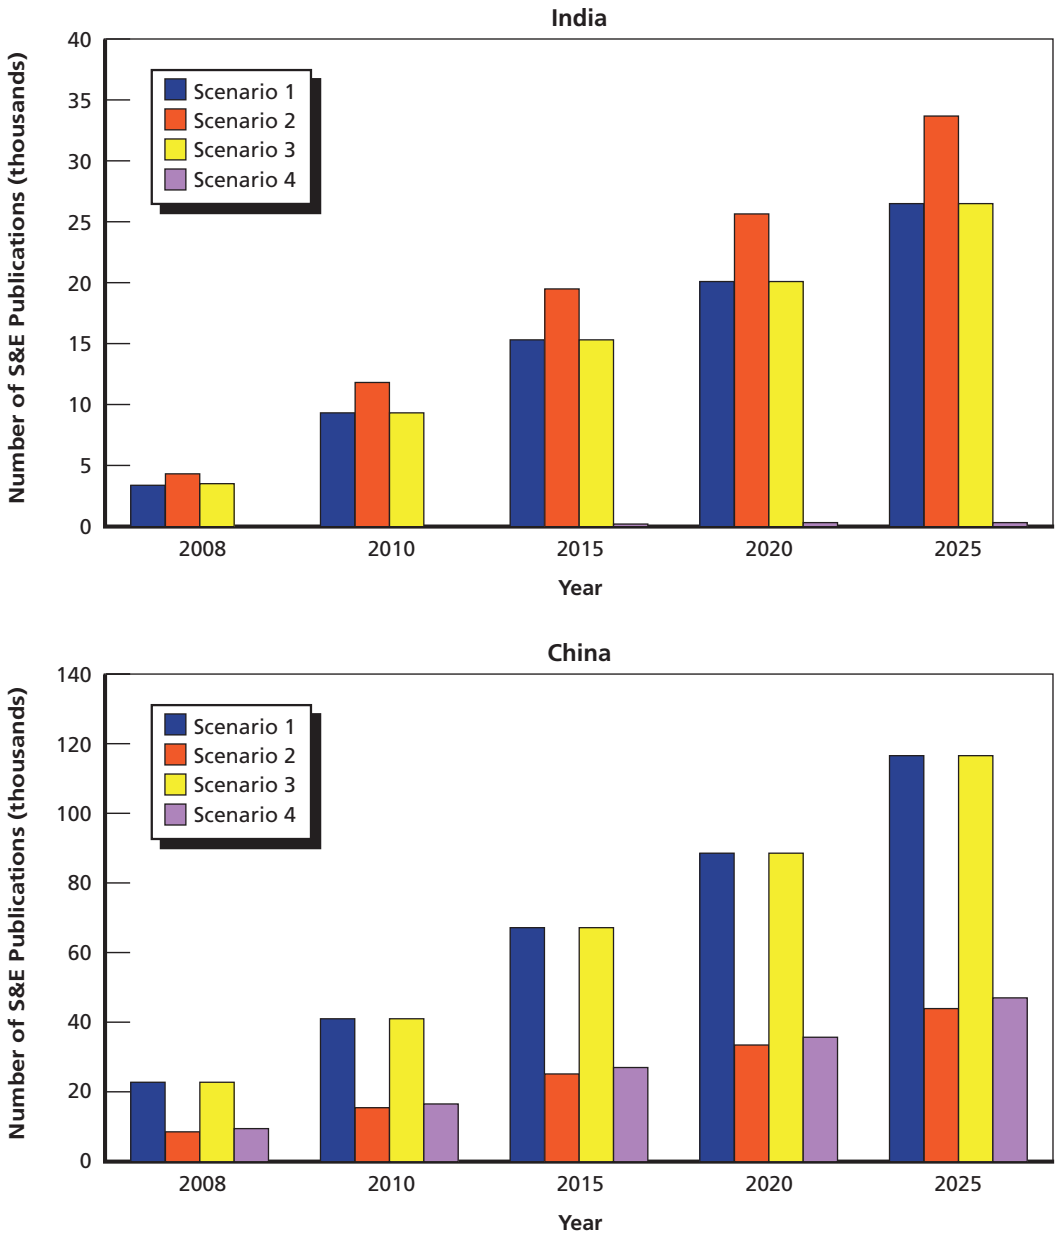 India
Number of S&E Publications (thousands)
40
35
30
25
20
15
10
5
0
Scenario 1
Scenario 2
Scenario 3
Scenario 4
2008 2010 2015 2020 2025
Year
China
Number of S&E Publications (thousands)
140
120
100
80
60
40
20
0
Scenario 1
Scenario 2
Scenario 3
Scenario 4
2008 2010 2015 2020 2025
Year